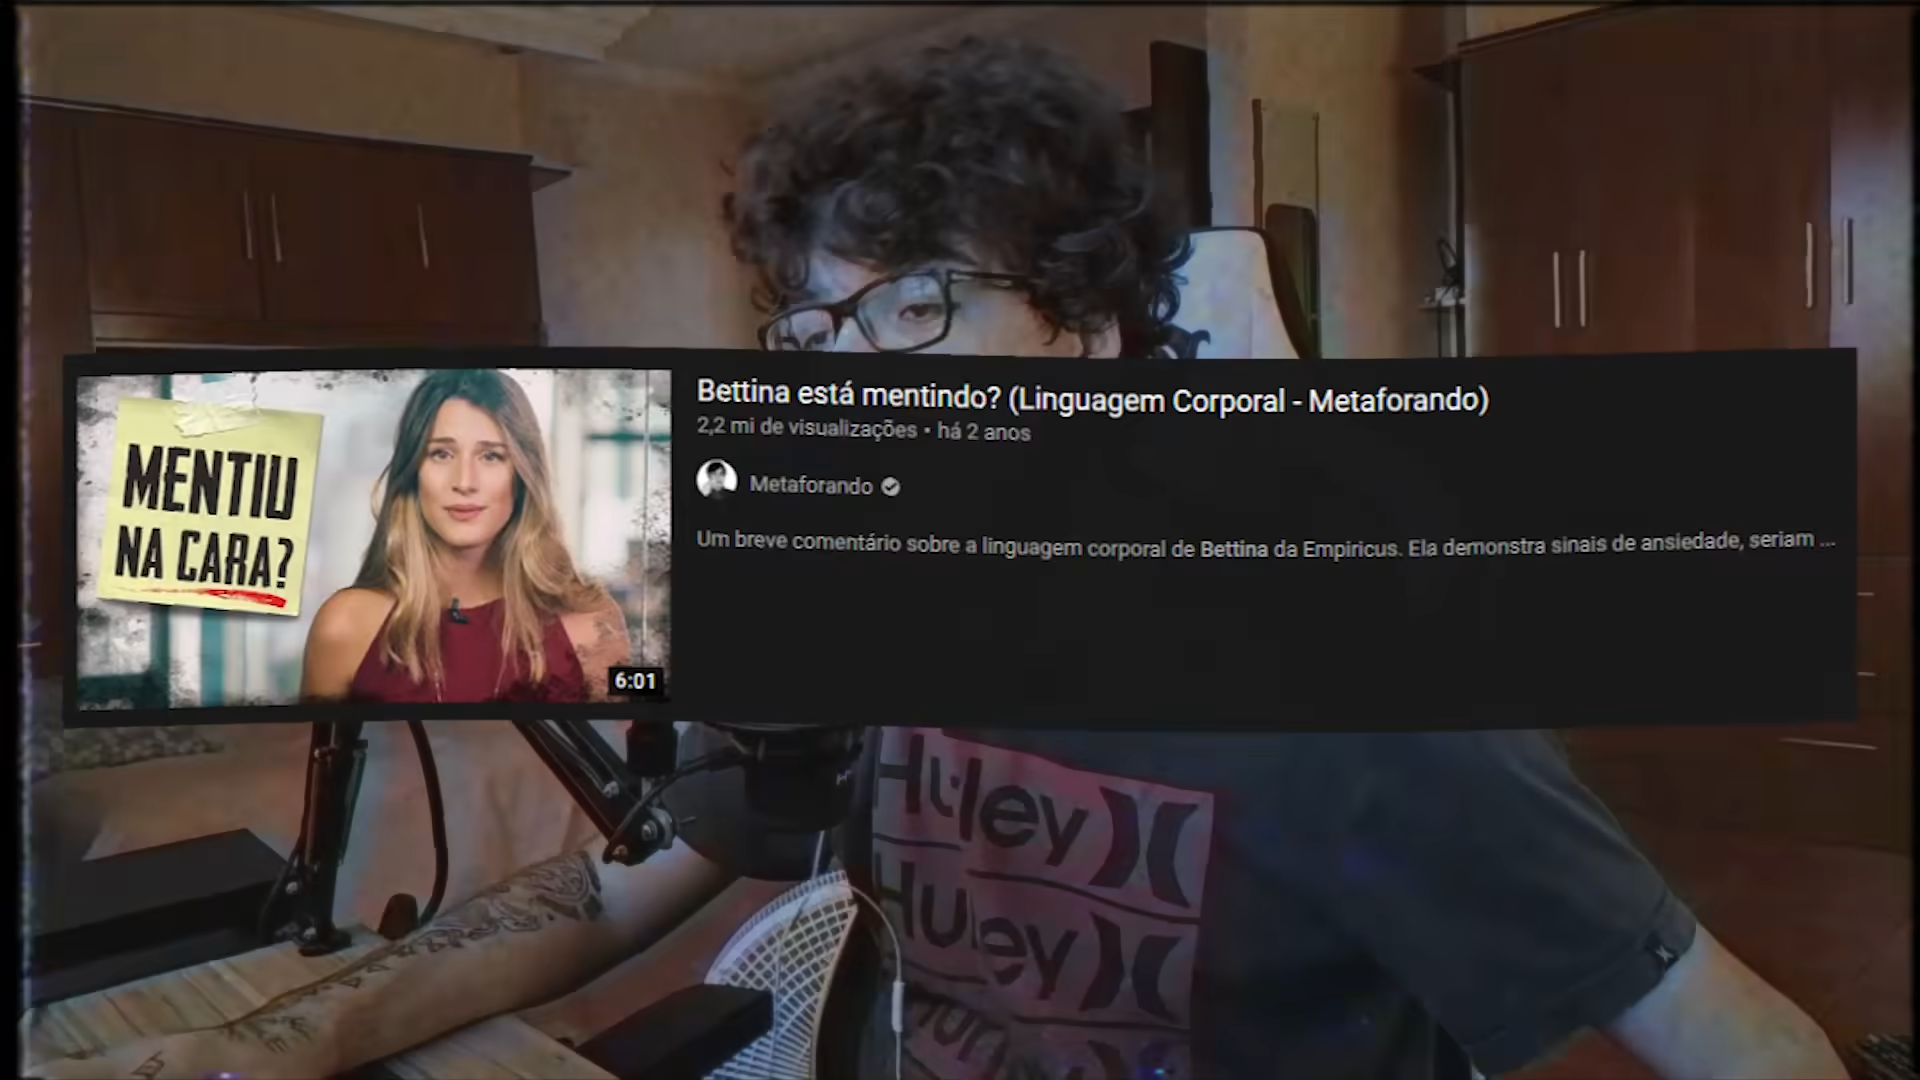 Bettina está mentindo? (Linguagem Corporal - Metaforando)
2,2 mi de visualizações • há 2 anos
MENTIU
NA CARA?
Metaforando
Um breve comentário sobre a linguagem corporal de Bettina da Empiricus. Ela demonstra sinais de ansiedade, seriam ...
6:01
Hurley
Hurley